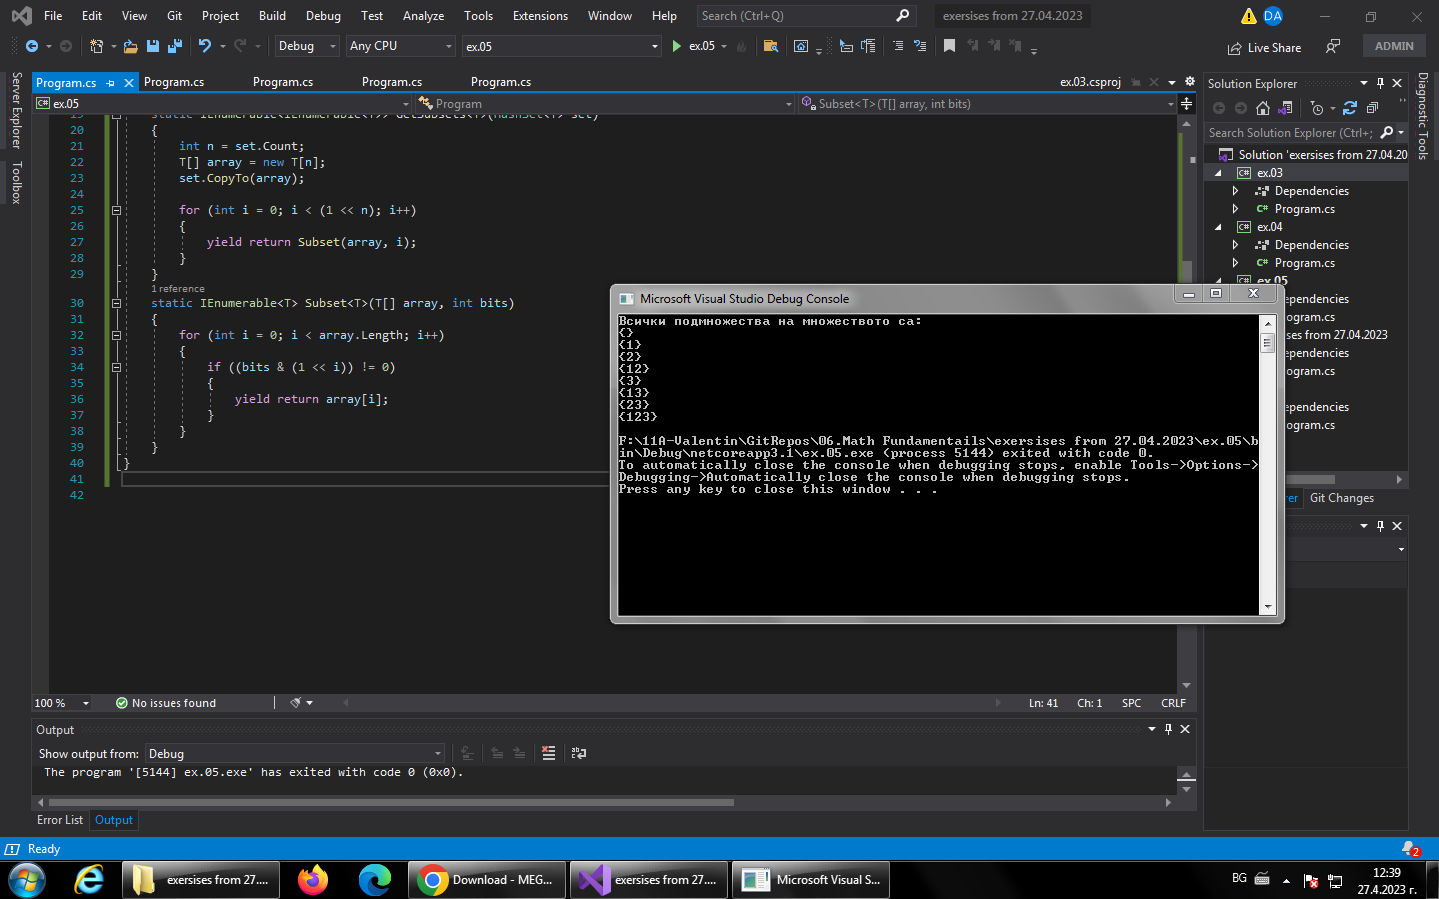 File Edit View Git Project Build Debug Test Analyze Tools Extensions Window Help Search (Ctrl+Q) exersises from 27.04.2023 DA
Debug Any CPU ex.05 ex.05 Live Share ADMIN
Server Explorer
Toolbox
Program.cs Program.cs Program.cs Program.cs Program.cs ex.03.csproj
C# ex.05 Program Subset<T>(T[] array, int bits)
19 static IEnumerable<IEnumerable<T>> GetSubsets<T>(HashSet<T> set)
20 {
21 int n = set.Count;
22 T[] array = new T[n];
23 set.CopyTo(array);
24
25 for (int i = 0; i < (1 << n); i++)
26 {
27 yield return Subset(array, i);
28 }
29 }
1 reference
30 static IEnumerable<T> Subset<T>(T[] array, int bits)
31 {
32 for (int i = 0; i < array.Length; i++)
33 {
34 if ((bits & (1 << i)) != 0)
35 {
36 yield return array[i];
37 }
38 }
39 }
40 }
41
42
Microsoft Visual Studio Debug Console
Всички подмножества на множеството са:
{}
{1}
{2}
{12}
{3}
{13}
{23}
{123}
F:\11A-Valentin\GitRepos\06.Math Fundamentails\exersises from 27.04.2023\ex.05\b
in\Debug\netcoreapp3.1\ex.05.exe (process 5144) exited with code 0.
To automatically close the console when debugging stops, enable Tools->Options->
Debugging->Automatically close the console when debugging stops.
Press any key to close this window . . .
Solution Explorer
Search Solution Explorer (Ctrl+;
Solution 'exersises from 27.04.20
C# ex.03
Dependencies
C# Program.cs
C# ex.04
Dependencies
C# Program.cs
ex.05
pendencies
ogram.cs
ses from 27.04.2023
pendencies
ogram.cs
pendencies
ogram.cs
er Git Changes
Diagnostic Tools
100 % No issues found Ln: 41 Ch: 1 SPC CRLF
Output
Show output from: Debug
The program '[5144] ex.05.exe' has exited with code 0 (0x0).
Error List Output
Ready 2
exersises from 27.... Download - MEG... exersises from 27.... Microsoft Visual S... BG 12:39
27.4.2023 г.